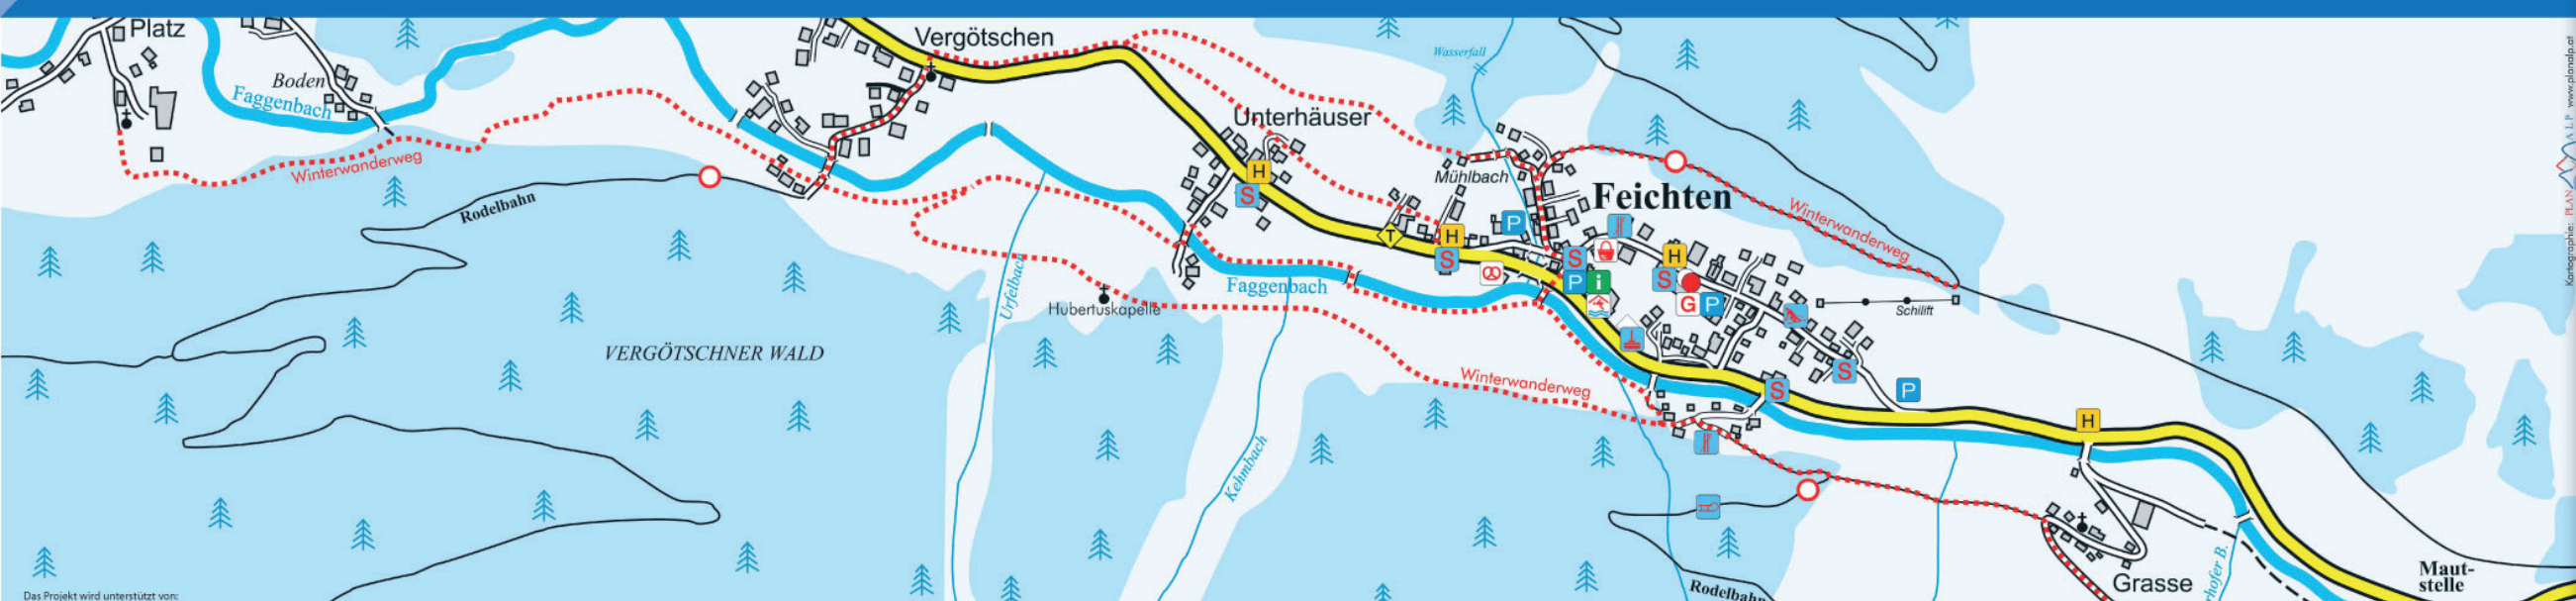 Platz
Vergötschen
Boden
Faggenbach
Winterwanderweg
Rodelbahn
VERGÖTSCHNER WALD
Unterhäuser
Wasserfall
Mühlbach
Feichten
Winterwanderweg
Schilift
Urfelbach
Hubertuskapelle
Faggenbach
Kehmbach
Winterwanderweg
H
S
T
H
S
P
S
P
i
H
S
G
P
S
S
P
H
Rodelbahn
Grasse
Maut-
stelle
Das Projekt wird unterstützt von:
Kartographie: PLAN ALP www.planalp.at